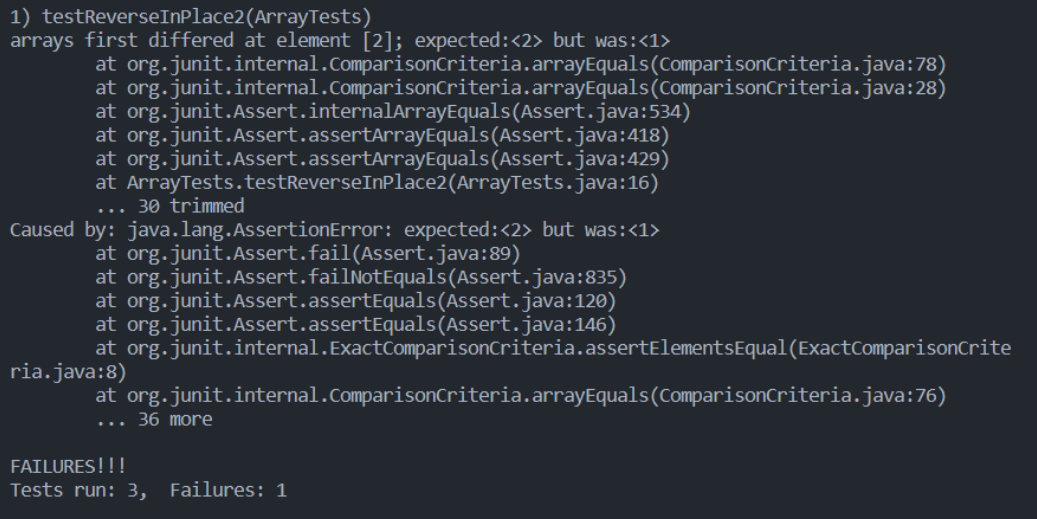 1) testReverseInPlace2(ArrayTests)
arrays first differed at element [2]; expected:<2> but was:<1>
        at org.junit.internal.ComparisonCriteria.arrayEquals(ComparisonCriteria.java:78)
        at org.junit.internal.ComparisonCriteria.arrayEquals(ComparisonCriteria.java:28)
        at org.junit.Assert.internalArrayEquals(Assert.java:534)
        at org.junit.Assert.assertArrayEquals(Assert.java:418)
        at org.junit.Assert.assertArrayEquals(Assert.java:429)
        at ArrayTests.testReverseInPlace2(ArrayTests.java:16)
        ... 30 trimmed
Caused by: java.lang.AssertionError: expected:<2> but was:<1>
        at org.junit.Assert.fail(Assert.java:89)
        at org.junit.Assert.failNotEquals(Assert.java:835)
        at org.junit.Assert.assertEquals(Assert.java:120)
        at org.junit.Assert.assertEquals(Assert.java:146)
        at org.junit.internal.ExactComparisonCriteria.assertElementsEqual(ExactComparisonCrite
ria.java:8)
        at org.junit.internal.ComparisonCriteria.arrayEquals(ComparisonCriteria.java:76)
        ... 36 more

FAILURES!!!
Tests run: 3,  Failures: 1